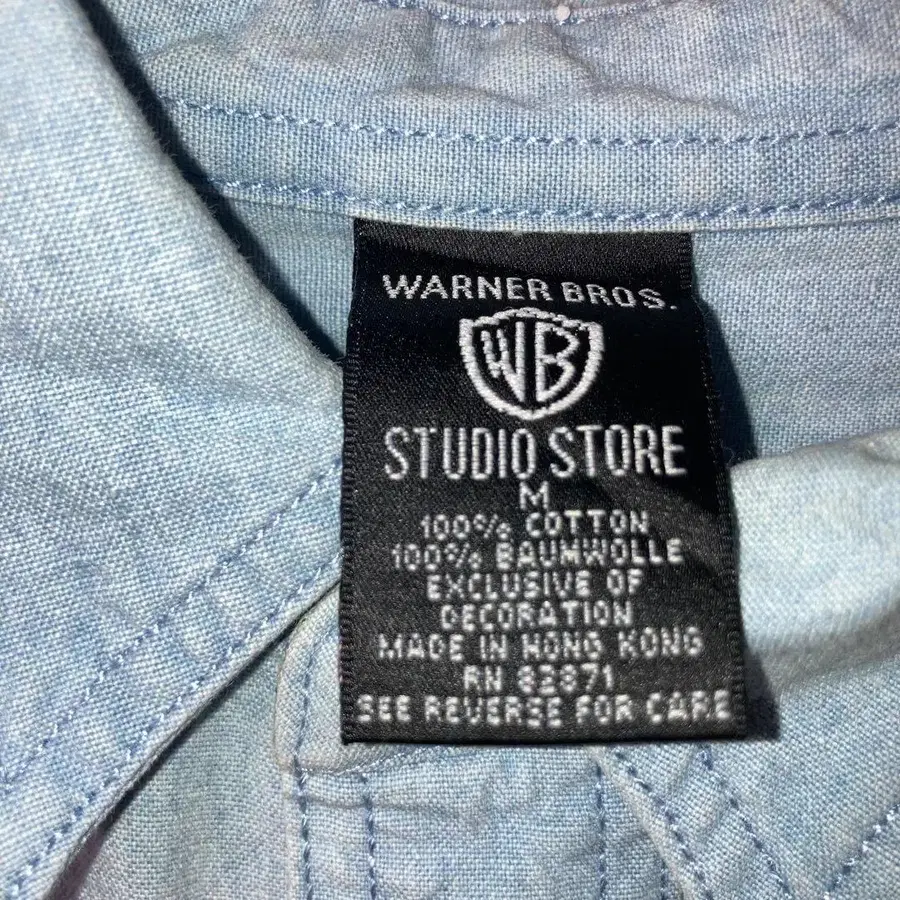 WARNER BROS.
WB
STUDIO STORE
M
100% COTTON
100% BAUMWOLLE
EXCLUSIVE OF
DECORATION
MADE IN HONG KONG
RN 82871
SEE REVERSE FOR CARE